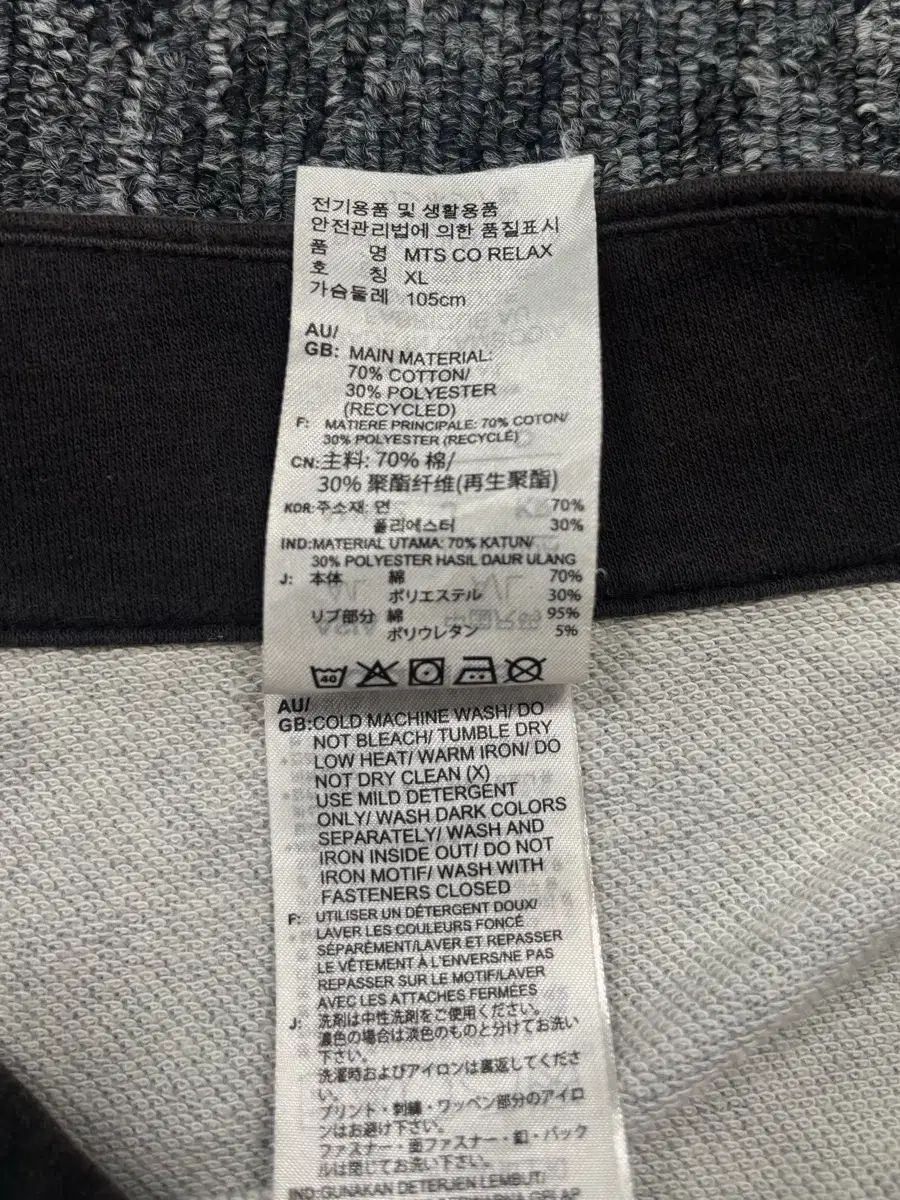 전기용품 및 생활용품
안전관리법에 의한 품질표시
품 명 MTS CO RELAX
호 칭 XL
가슴둘레 105cm
AU/
GB: MAIN MATERIAL:
70% COTTON/
30% POLYESTER
(RECYCLED)
F: MATIERE PRINCIPALE: 70% COTON/
30% POLYESTER (RECYCLÉ)
CN:主料: 70% 棉/
30% 聚酯纤维(再生聚酯)
KOR:주소재: 면 70%
폴리에스터 30%
IND:MATERIAL UTAMA: 70% KATUN/
30% POLYESTER HASIL DAUR ULANG
J: 本体 綿 70%
ポリエステル 30%
リブ部分 綿 95%
ポリウレタン 5%
40
AU/
GB:COLD MACHINE WASH/ DO
NOT BLEACH/ TUMBLE DRY
LOW HEAT/ WARM IRON/ DO
NOT DRY CLEAN (X)
USE MILD DETERGENT
ONLY/ WASH DARK COLORS
SEPARATELY/ WASH AND
IRON INSIDE OUT/ DO NOT
IRON MOTIF/ WASH WITH
FASTENERS CLOSED
F: UTILISER UN DÉTERGENT DOUX/
LAVER LES COULEURS FONCÉ
SÉPARÉMENT/LAVER ET REPASSER
LE VÊTEMENT À L'ENVERS/NE PAS
REPASSER SUR LE MOTIF/LAVER
AVEC LES ATTACHES FERMÉES
J: 洗剤は中性洗剤をご使用ください。
濃色の場合は淡色のものと分けてお洗い
下さい。
洗濯時およびアイロンは裏返してくださ
い。
プリント・刺繍・ワッペン部分のアイロ
ンはお避け下さい。
ファスナー・面ファスナー・釦・バック
ルは閉じてお洗い下さい。
IND:GUNAKAN DETERJEN LEMBUT/